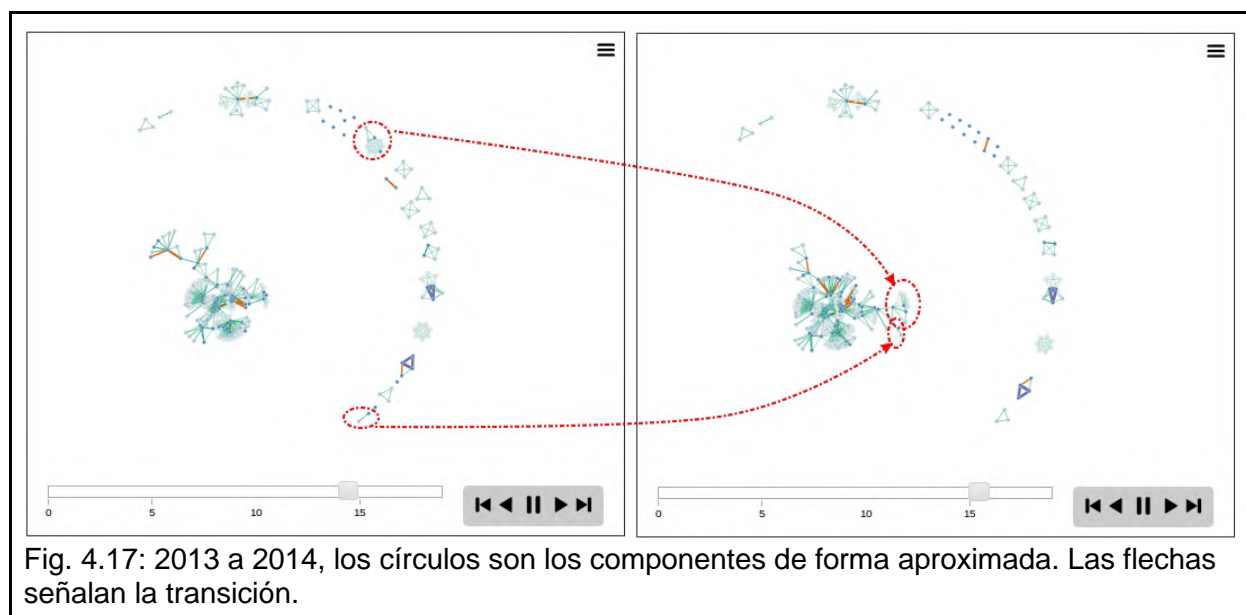 0 5 10 15
0 5 10 15
Fig. 4.17: 2013 a 2014, los círculos son los componentes de forma aproximada. Las flechas
señalan la transición.